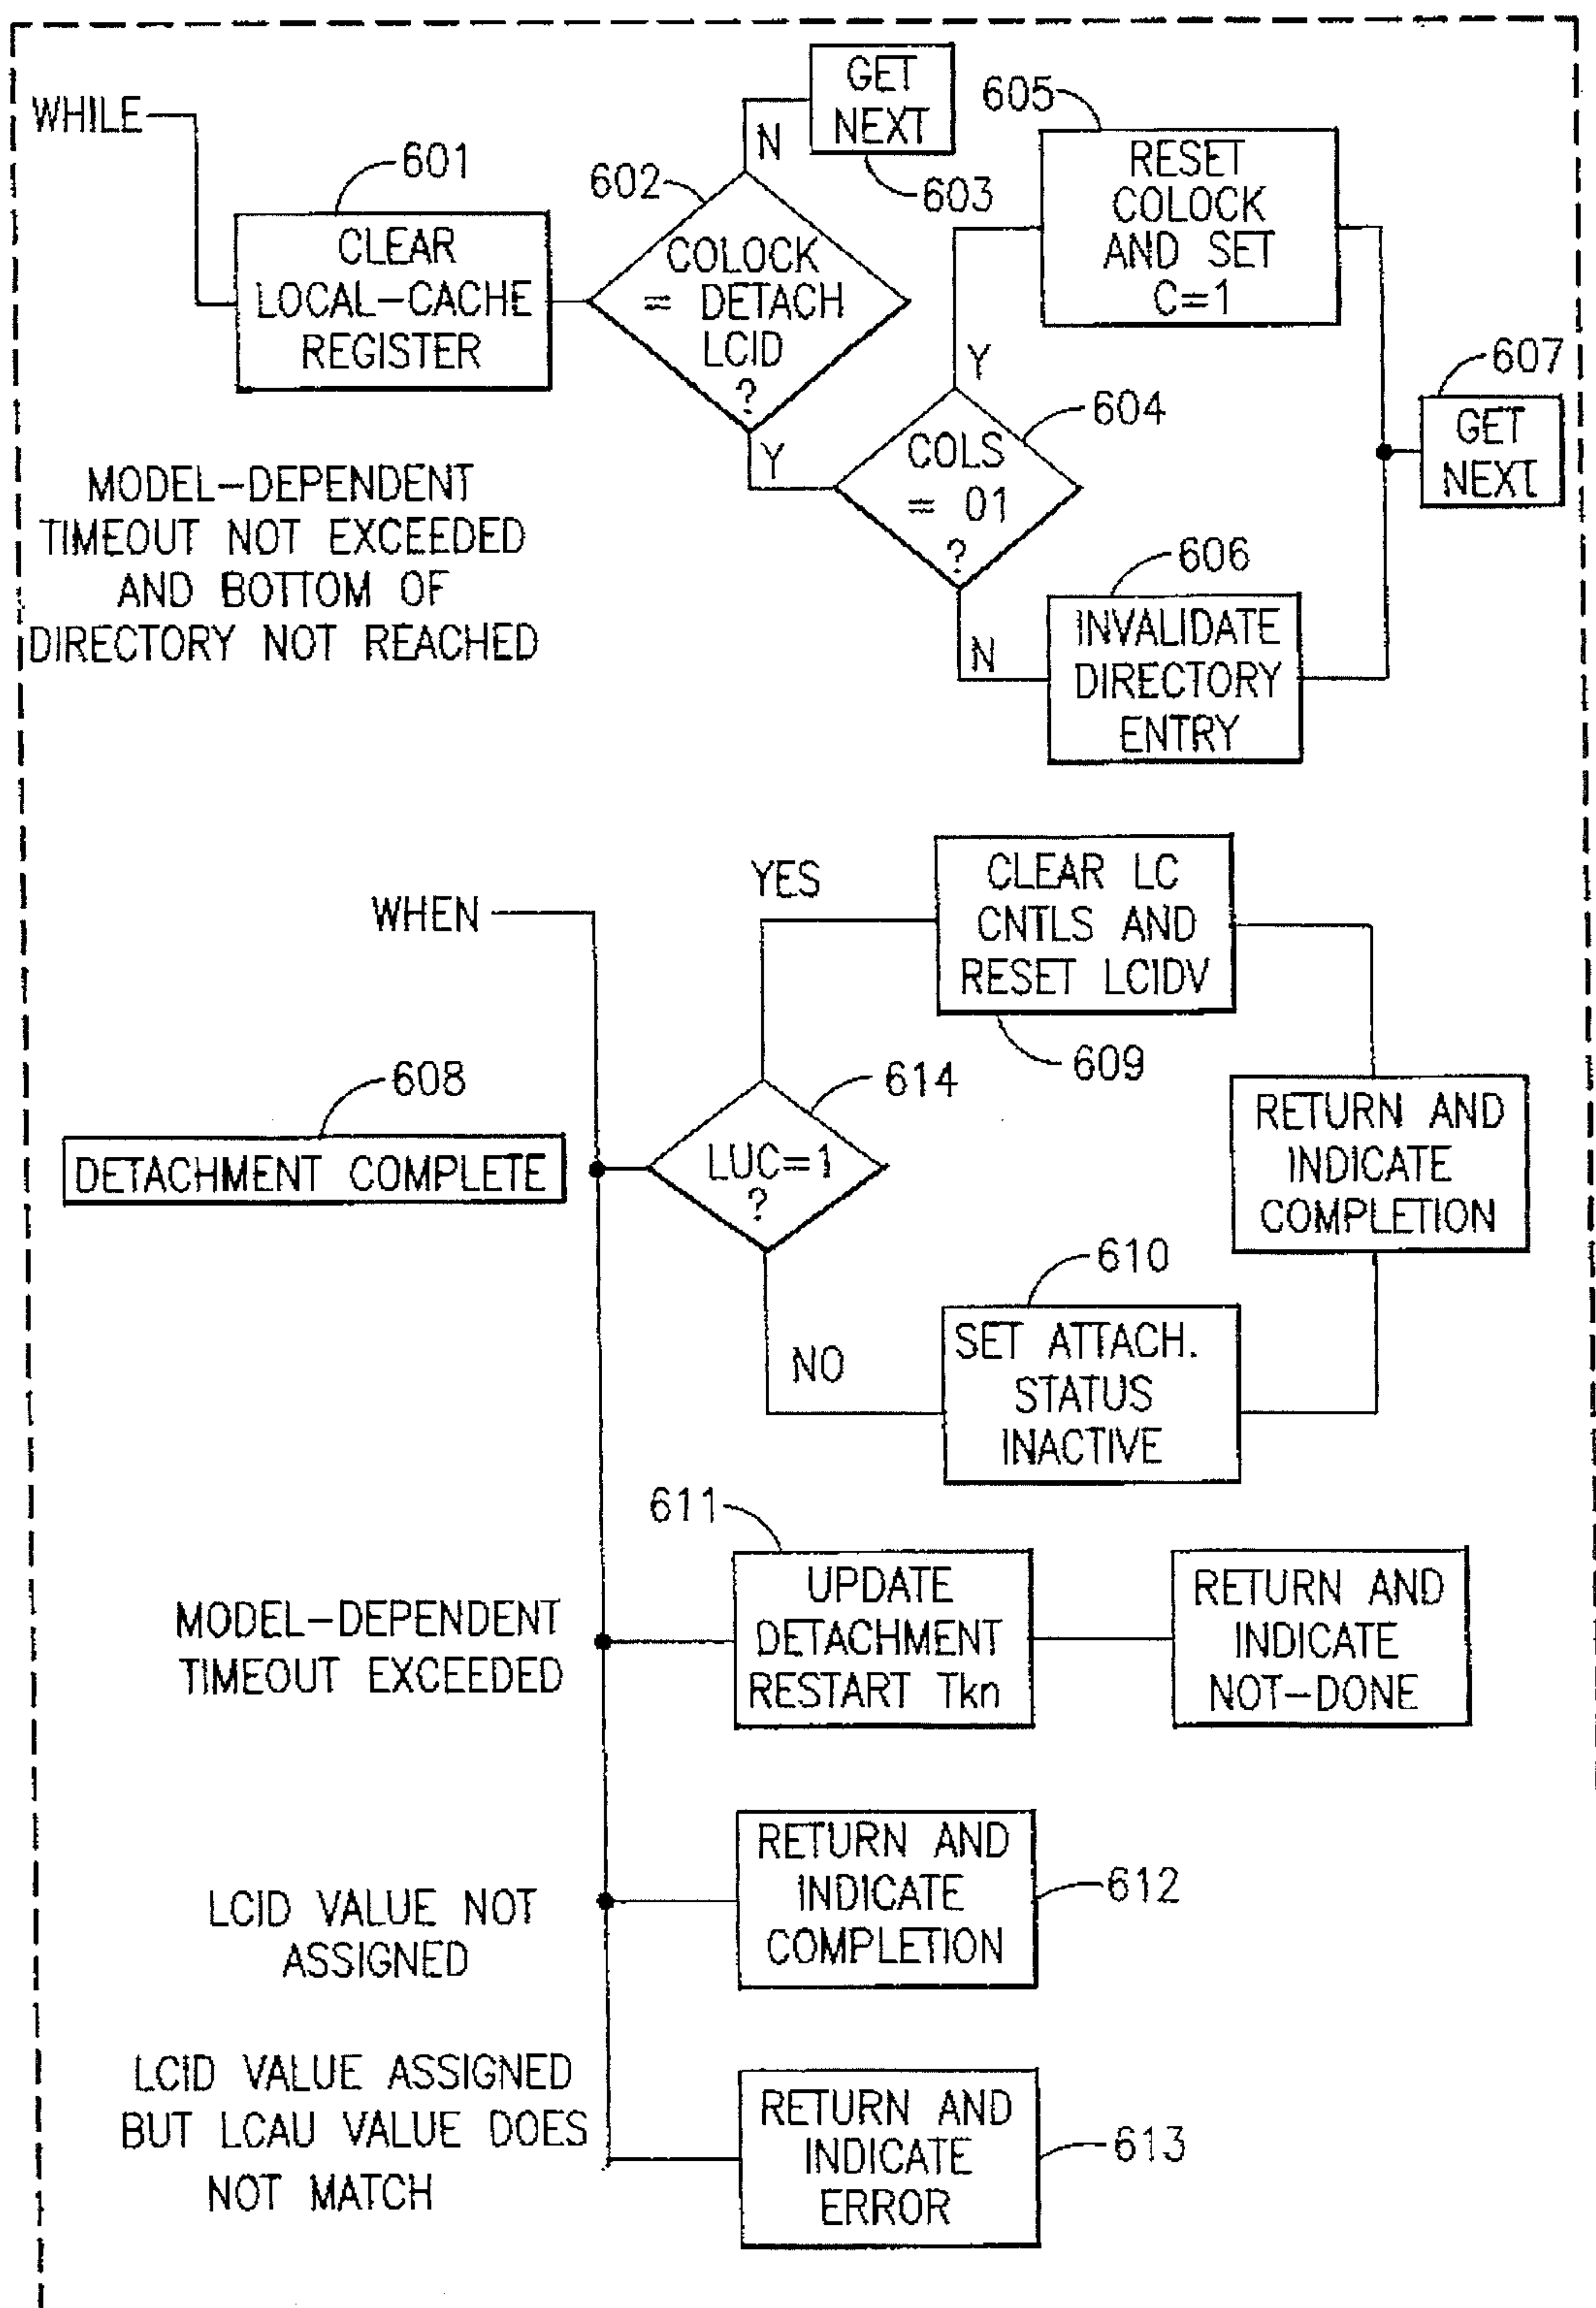 WHILE
601
CLEAR
LOCAL-CACHE
REGISTER
602
COLOCK
= DETACH
LCID
?
N
GET
NEXT
603
Y
604
COLS
= 01
?
Y
605
RESET
COLOCK
AND SET
C=1
N
606
INVALIDATE
DIRECTORY
ENTRY
607
GET
NEXT
MODEL-DEPENDENT
TIMEOUT NOT EXCEEDED
AND BOTTOM OF
DIRECTORY NOT REACHED
WHEN
608
DETACHMENT COMPLETE
614
LUC=1
?
YES
CLEAR LC
CNTLS AND
RESET LCIDV
609
RETURN AND
INDICATE
COMPLETION
NO
610
SET ATTACH.
STATUS
INACTIVE
MODEL-DEPENDENT
TIMEOUT EXCEEDED
611
UPDATE
DETACHMENT
RESTART Tkn
RETURN AND
INDICATE
NOT-DONE
LCID VALUE NOT
ASSIGNED
RETURN AND
INDICATE
COMPLETION
612
LCID VALUE ASSIGNED
BUT LCAU VALUE DOES
NOT MATCH
RETURN AND
INDICATE
ERROR
613